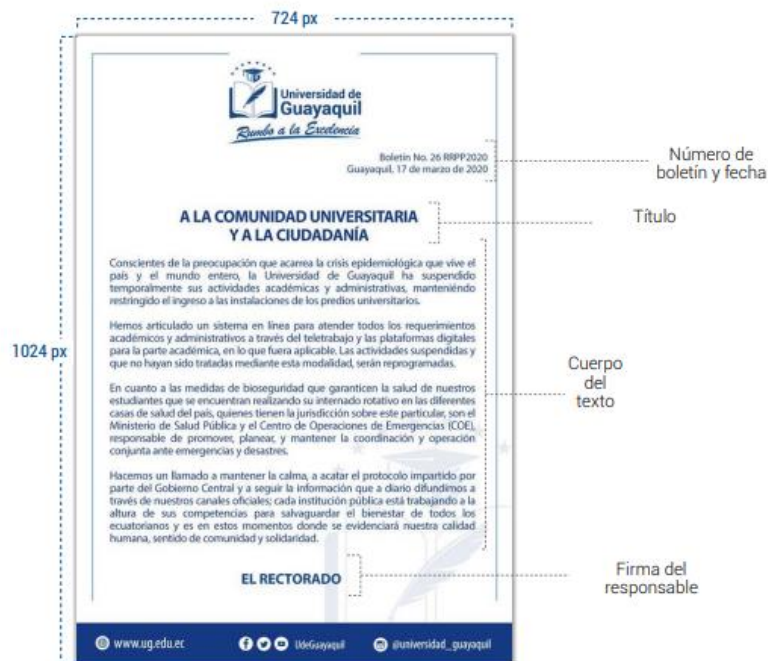 724 px
1024 px
Universidad de
Guayaquil
Rumbo a la Excelencia
Boletín No. 26 RRPP2020
Guayaquil, 17 de marzo de 2020
Número de
boletín y fecha
A LA COMUNIDAD UNIVERSITARIA
Y A LA CIUDADANÍA
Título
Conscientes de la preocupación que acarrea la crisis epidemiológica que vive el
país y el mundo entero, la Universidad de Guayaquil ha suspendido
temporalmente sus actividades académicas y administrativas, manteniéndo
restringido el ingreso a las instalaciones de los predios universitarios.
Hemos articulado un sistema en línea para atender todos los requerimientos
académicos y administrativos a través del teletrabajo y las plataformas digitales
para la parte académica, en lo que fuera aplicable. Las actividades suspendidas y
que no hayan sido tratadas mediante esta modalidad, serán reprogramadas.
En cuanto a las medidas de bioseguridad que garanticen la salud de nuestros
estudiantes que se encuentran realizando su internado rotativo en las diferentes
casas de salud del país, quienes tienen la jurisdicción sobre este particular, son el
Ministerio de Salud Pública y el Centro de Operaciones de Emergencias (COE),
responsable de promover, planear, y mantener la coordinación y operación
conjunta ante emergencias y desastres.
Hacemos un llamado a mantener la calma, a acatar el protocolo impartido por
parte del Gobierno Central y a seguir la información que a diario difundimos a
través de nuestros canales oficiales; cada institución pública está trabajando a la
altura de sus competencias para salvaguardar el bienestar de todos los
ecuatorianos y es en estos momentos donde se evidenciará nuestra calidad
humana, sentido de comunidad y solidaridad.
Cuerpo
del
texto
EL RECTORADO
Firma del
responsable
www.ug.edu.ec
UdeGuayaquil
@universidad_guayaquil